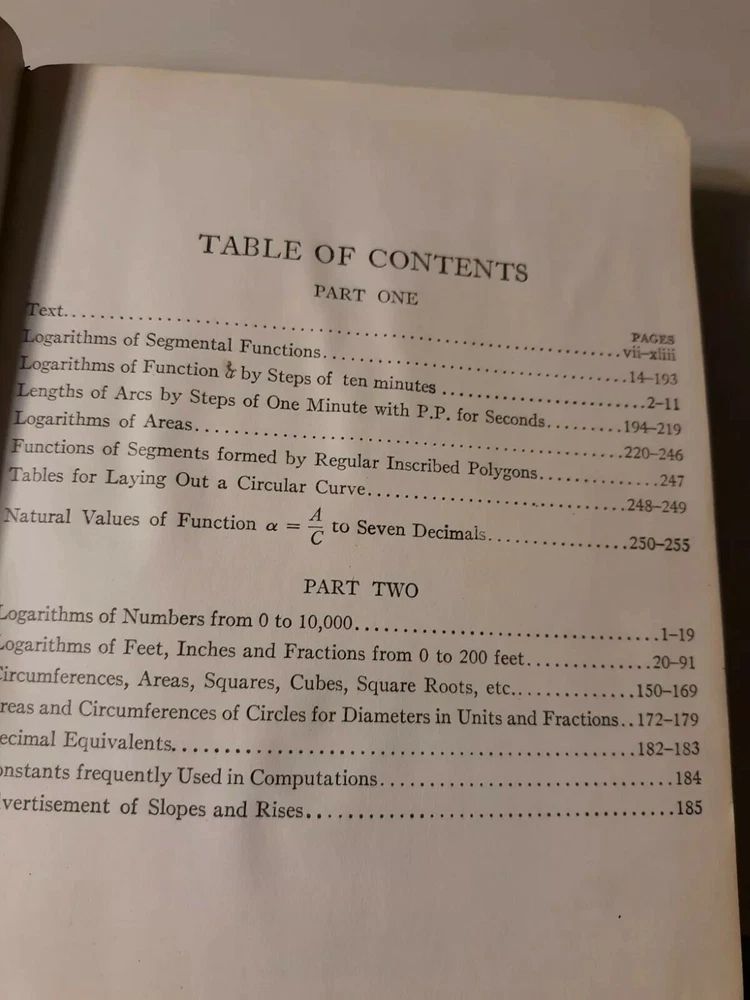 TABLE OF CONTENTS
PART ONE
PAGES
Text.......vii–xliii
Logarithms of Segmental Functions.......14–193
Logarithms of Function & by Steps of ten minutes.......2–11
Lengths of Arcs by Steps of One Minute with P.P. for Seconds.......194–219
Logarithms of Areas.......220–246
Functions of Segments formed by Regular Inscribed Polygons.......247
Tables for Laying Out a Circular Curve.......248–249
Natural Values of Function α = A/C to Seven Decimals.......250–255
PART TWO
Logarithms of Numbers from 0 to 10,000.......1–19
Logarithms of Feet, Inches and Fractions from 0 to 200 feet.......20–91
Circumferences, Areas, Squares, Cubes, Square Roots, etc.......150–169
reas and Circumferences of Circles for Diameters in Units and Fractions..172–179
ecimal Equivalents.......182–183
onstants frequently Used in Computations.......184
vertisement of Slopes and Rises.......185